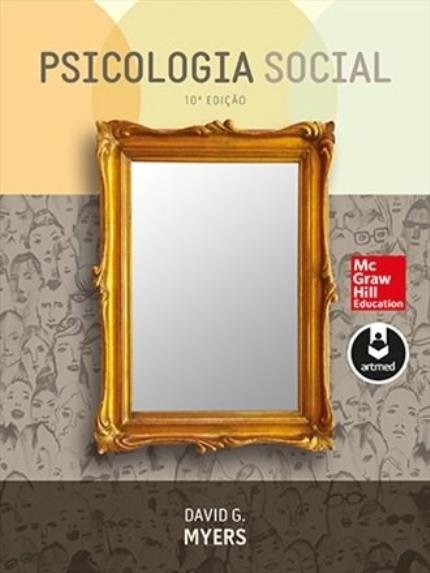 PSICOLOGIA SOCIAL
10ª EDIÇÃO
Mc
Graw
Hill
Education
artmed
DAVID G.
MYERS